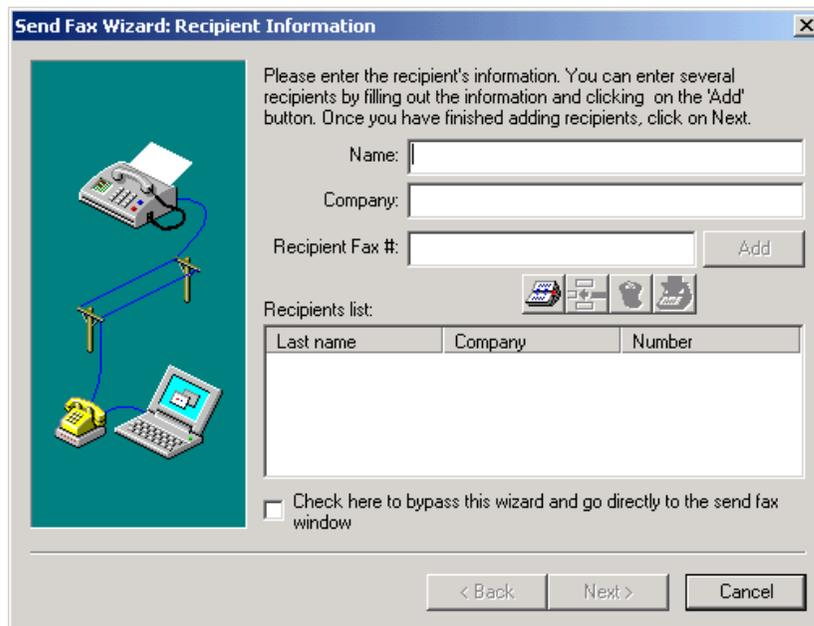 Send Fax Wizard: Recipient Information
Please enter the recipient's information. You can enter several
recipients by filling out the information and clicking on the 'Add'
button. Once you have finished adding recipients, click on Next.
Name:
Company:
Recipient Fax #:
Add
Recipients list:
Last name Company Number
Check here to bypass this wizard and go directly to the send fax
window
< Back Next > Cancel